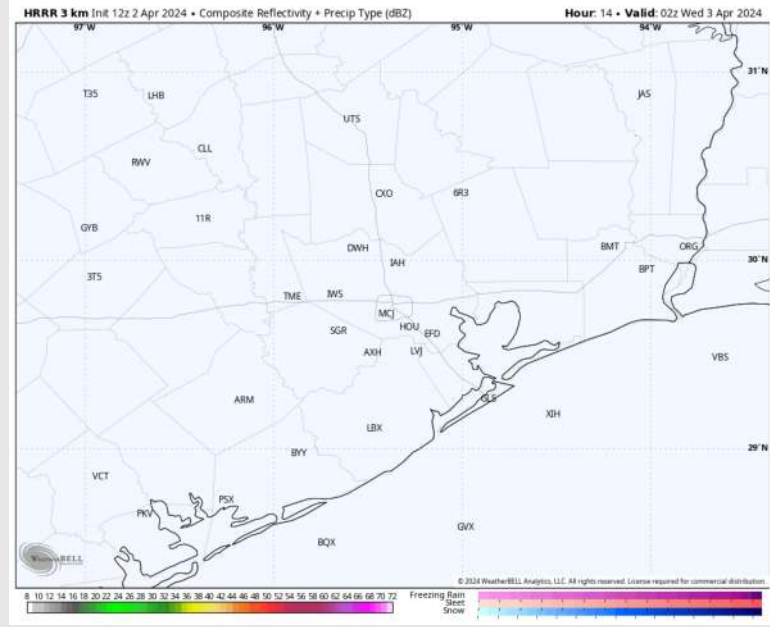 HRRR 3 km Init 12z 2 Apr 2024 • Composite Reflectivity + Precip Type (dBZ) Hour: 14 • Valid: 02z Wed 3 Apr 2024
97°W 96°W 95°W 94°W
31°N
T35 LHB JAS
UTS
CLL
RWV
CXO 6R3
11R
GYB
DWH BMT ORG
IAH 30°N
3T5 BPT
TME IWS
MCJ
SGR HOU EFD
AXH LVJ VBS
ARM GLS
XIH
LBX
BYY 29°N
VCT
PSX
PKV GVX
BQX
WeatherBELL
© 2024 WeatherBELL Analytics, LLC. All rights reserved. License required for commercial distribution.
8 10 12 14 16 18 20 22 24 26 28 30 32 34 36 38 40 42 44 46 48 50 52 54 56 58 60 62 64 66 68 70 72
Freezing Rain
Sleet
Snow